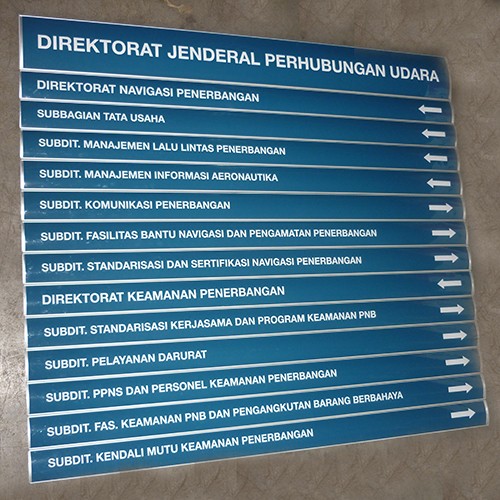 DIREKTORAT JENDERAL PERHUBUNGAN UDARA
DIREKTORAT NAVIGASI PENERBANGAN
SUBBAGIAN TATA USAHA
SUBDIT. MANAJEMEN LALU LINTAS PENERBANGAN
SUBDIT. MANAJEMEN INFORMASI AERONAUTIKA
SUBDIT. KOMUNIKASI PENERBANGAN
SUBDIT. FASILITAS BANTU NAVIGASI DAN PENGAMATAN PENERBANGAN
SUBDIT. STANDARISASI DAN SERTIFIKASI NAVIGASI PENERBANGAN
DIREKTORAT KEAMANAN PENERBANGAN
SUBDIT. STANDARISASI KERJASAMA DAN PROGRAM KEAMANAN PNB
SUBDIT. PELAYANAN DARURAT
SUBDIT. PPNS DAN PERSONEL KEAMANAN PENERBANGAN
SUBDIT. FAS. KEAMANAN PNB DAN PENGANGKUTAN BARANG BERBAHAYA
SUBDIT. KENDALI MUTU KEAMANAN PENERBANGAN